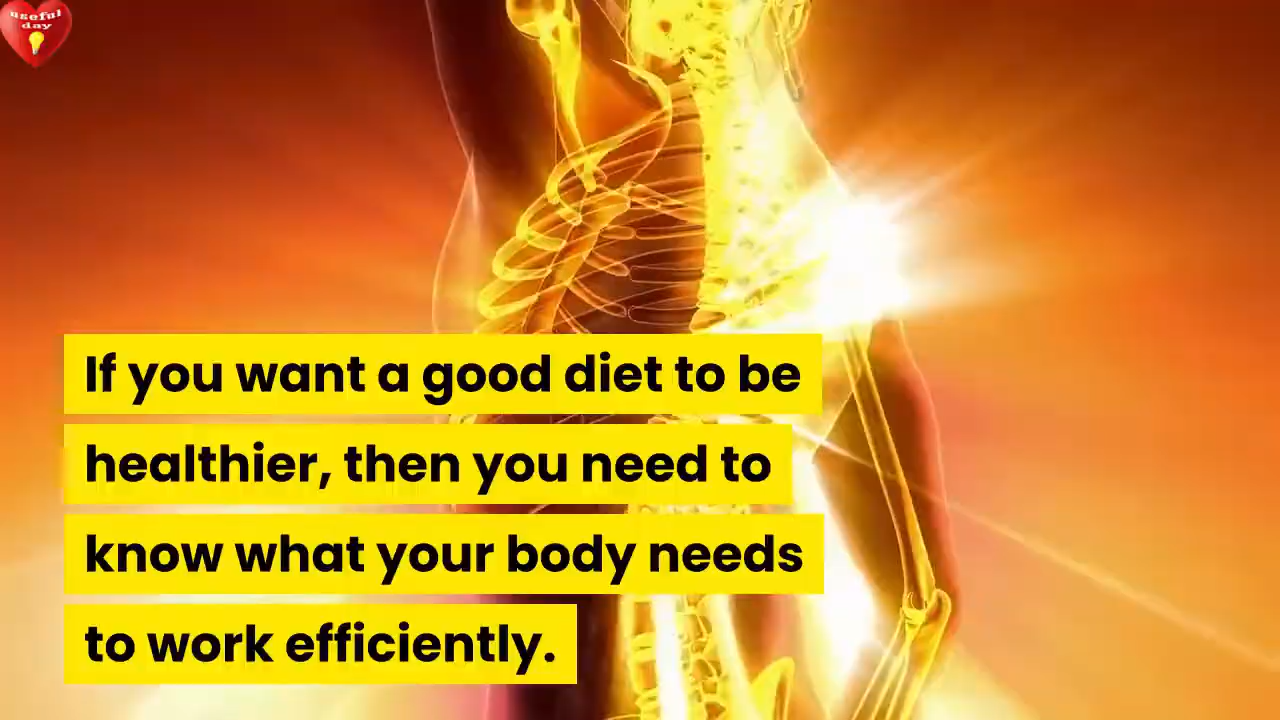 useful
day
If you want a good diet to be
healthier, then you need to
know what your body needs
to work efficiently.